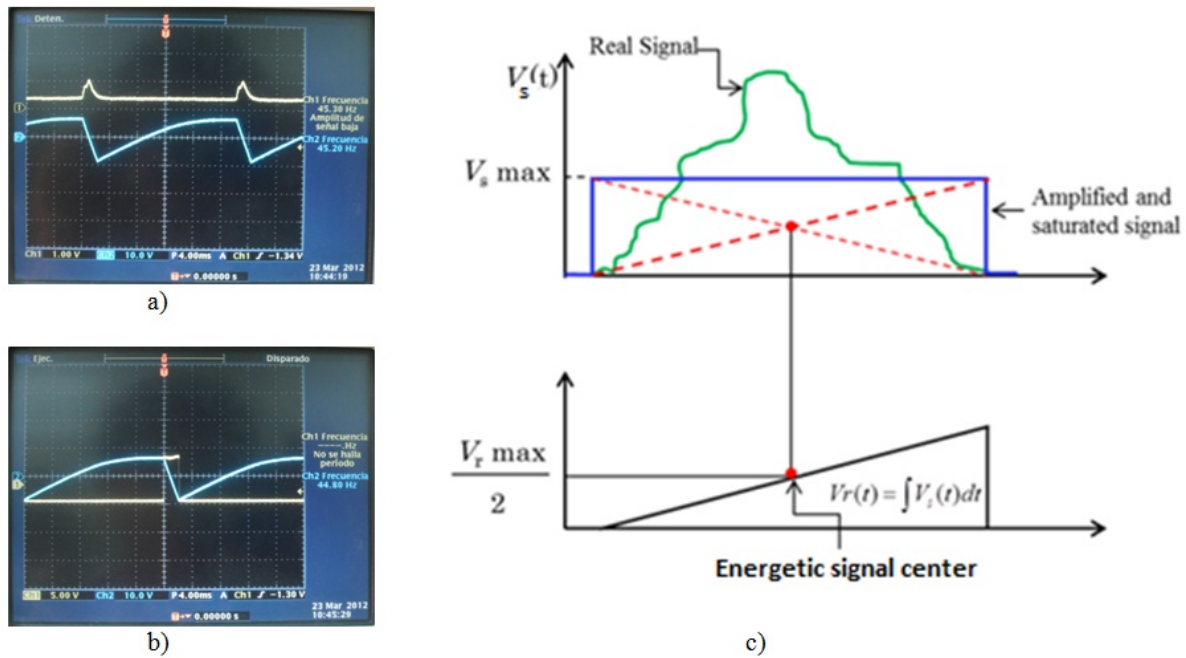 Tek Deten.
Ch1 Frecuencia
45.30 Hz
Amplitud de
señal baja
Ch2 Frecuencia
45.20 Hz
Ch1 1.00 V Ch2 10.0 V P 4.00ms A Ch1 ∫ -1.34 V
0.00000 s
23 Mar 2012
10:44:19
a)
Ejec.
Disparado
Ch1 Frecuencia
----.Hz
No se halla
período
Ch2 Frecuencia
44.80 Hz
Ch1 5.00 V Ch2 10.0 V P 4.00ms A Ch1 ∫ -1.30 V
0.00000 s
23 Mar 2012
10:45:29
b)
Real Signal
Vs(t)
Vs max
Amplified and
saturated signal
Vr max
2
Vr(t) = ∫Vs(t)dt
Energetic signal center
c)